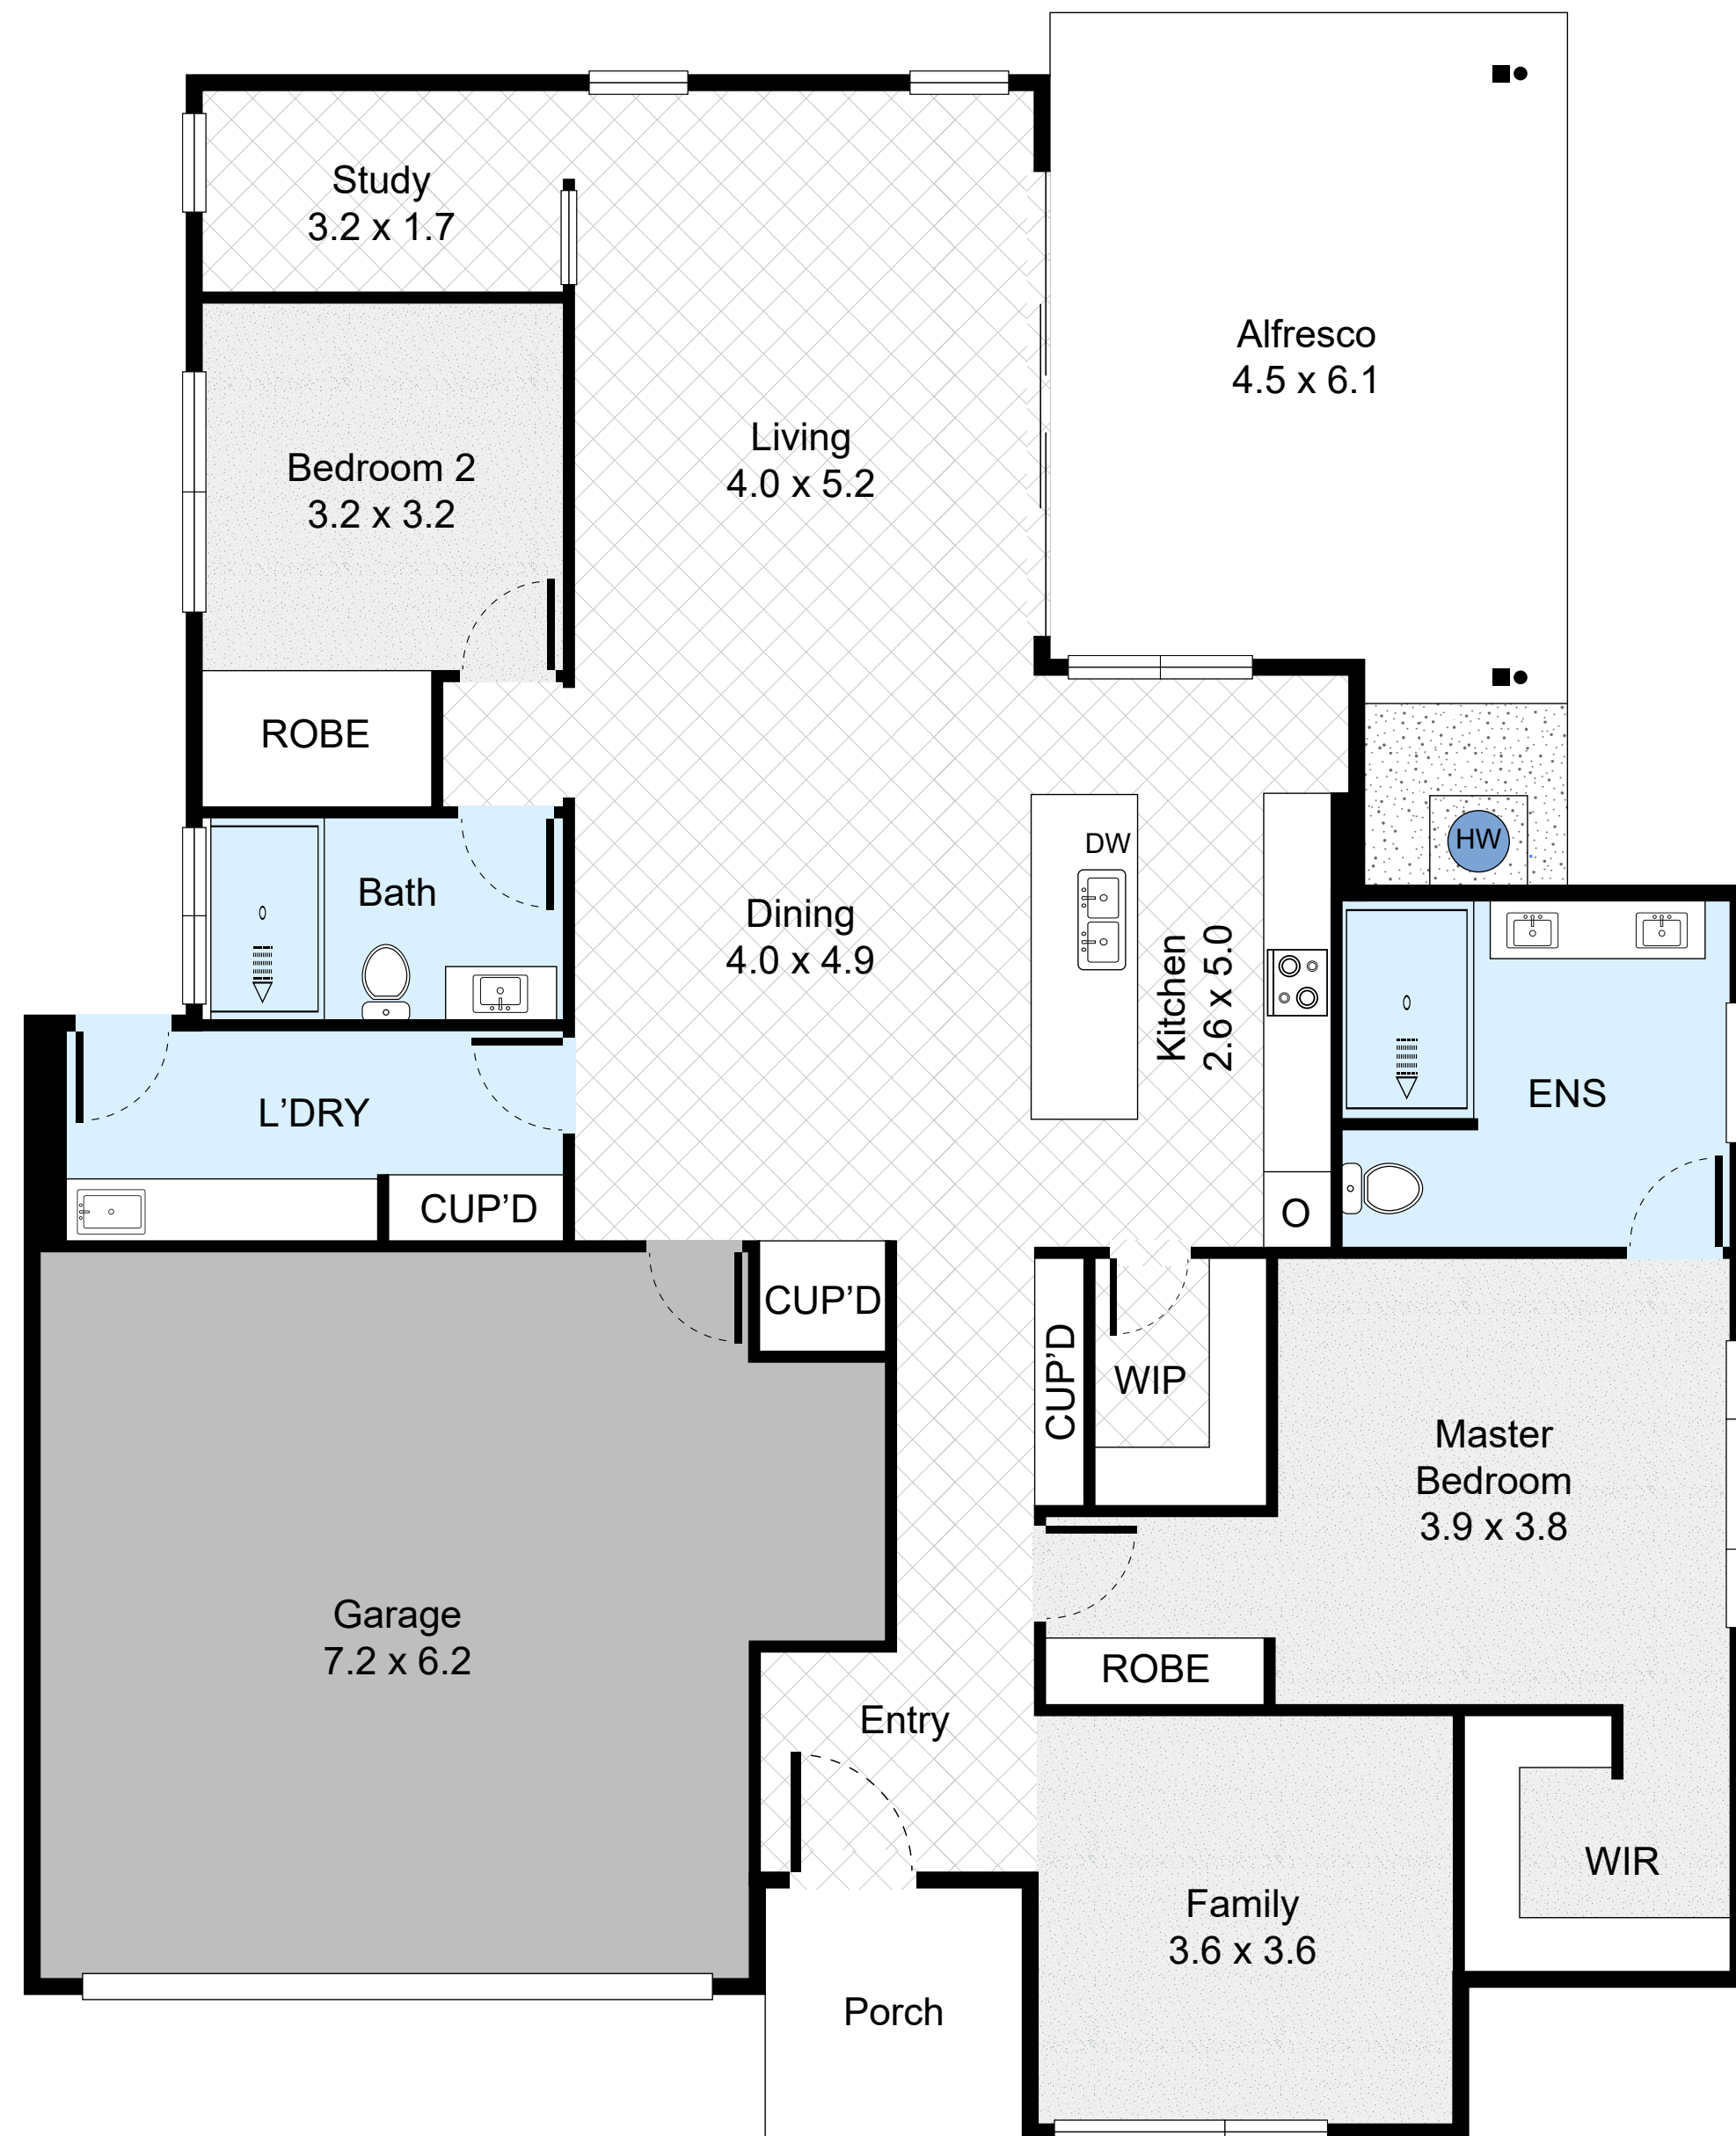 Study
3.2 x 1.7
Alfresco
4.5 x 6.1
Living
4.0 x 5.2
Bedroom 2
3.2 x 3.2
ROBE
DW
HW
Bath
Dining
4.0 x 4.9
Kitchen
2.6 x 5.0
ENS
L’DRY
CUP’D
O
CUP’D
CUP’D
WIP
Master
Bedroom
3.9 x 3.8
Garage
7.2 x 6.2
ROBE
Entry
WIR
Family
3.6 x 3.6
Porch